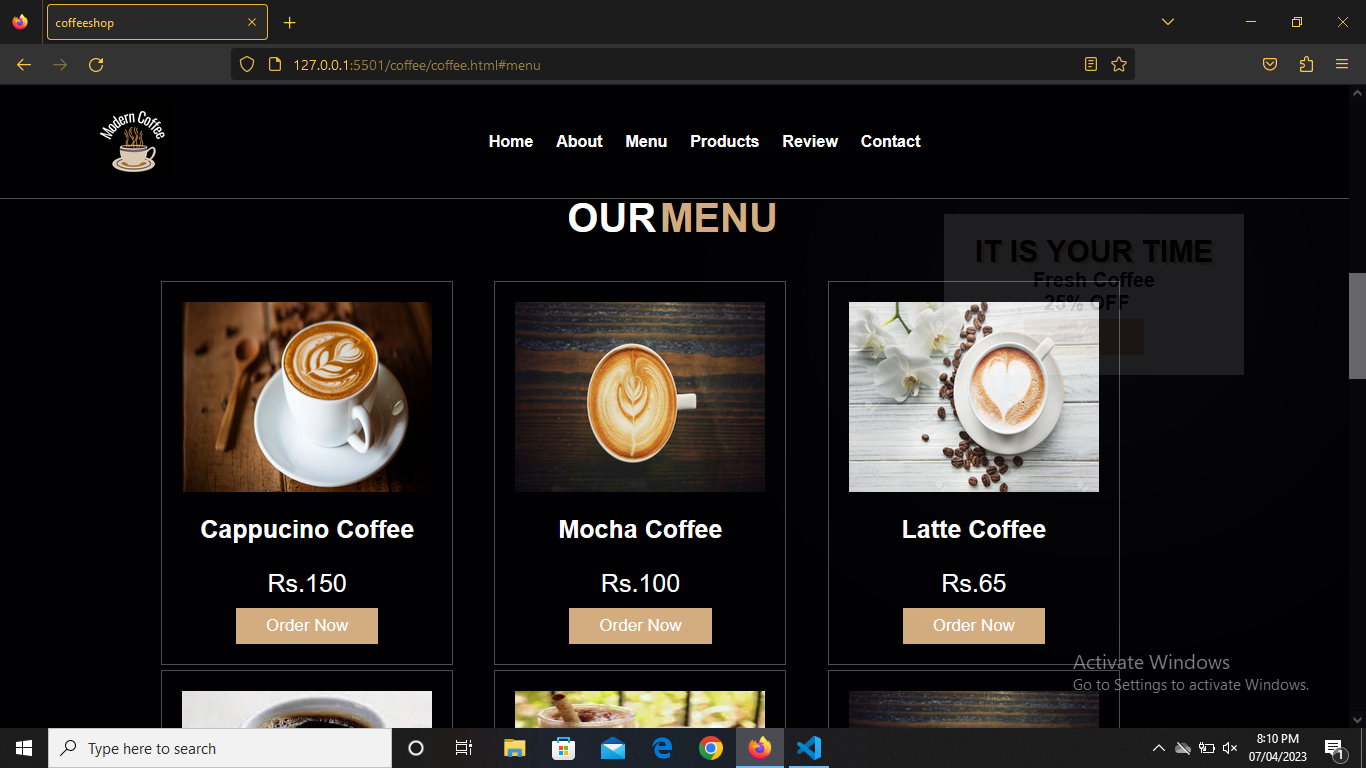 coffeeshop
127.0.0.1:5501/coffee/coffee.html#menu
Modern Coffee
Home About Menu Products Review Contact
OUR MENU
IT IS YOUR TIME
Fresh Coffee
25% OFF
Cappucino Coffee
Rs.150
Order Now
Mocha Coffee
Rs.100
Order Now
Latte Coffee
Rs.65
Order Now
Activate Windows
Go to Settings to activate Windows.
Type here to search
8:10 PM
07/04/2023
1